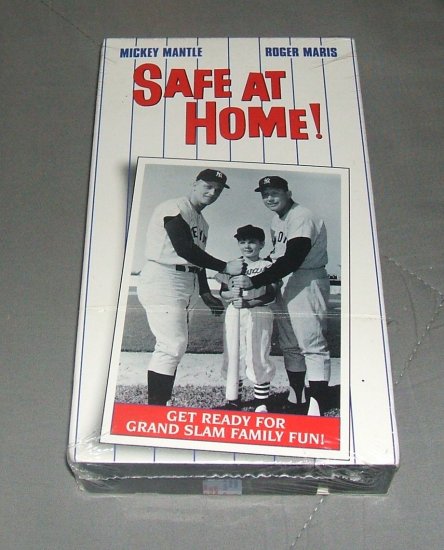 MICKEY MANTLE ROGER MARIS
SAFE AT
HOME!
GET READY FOR
GRAND SLAM FAMILY FUN!